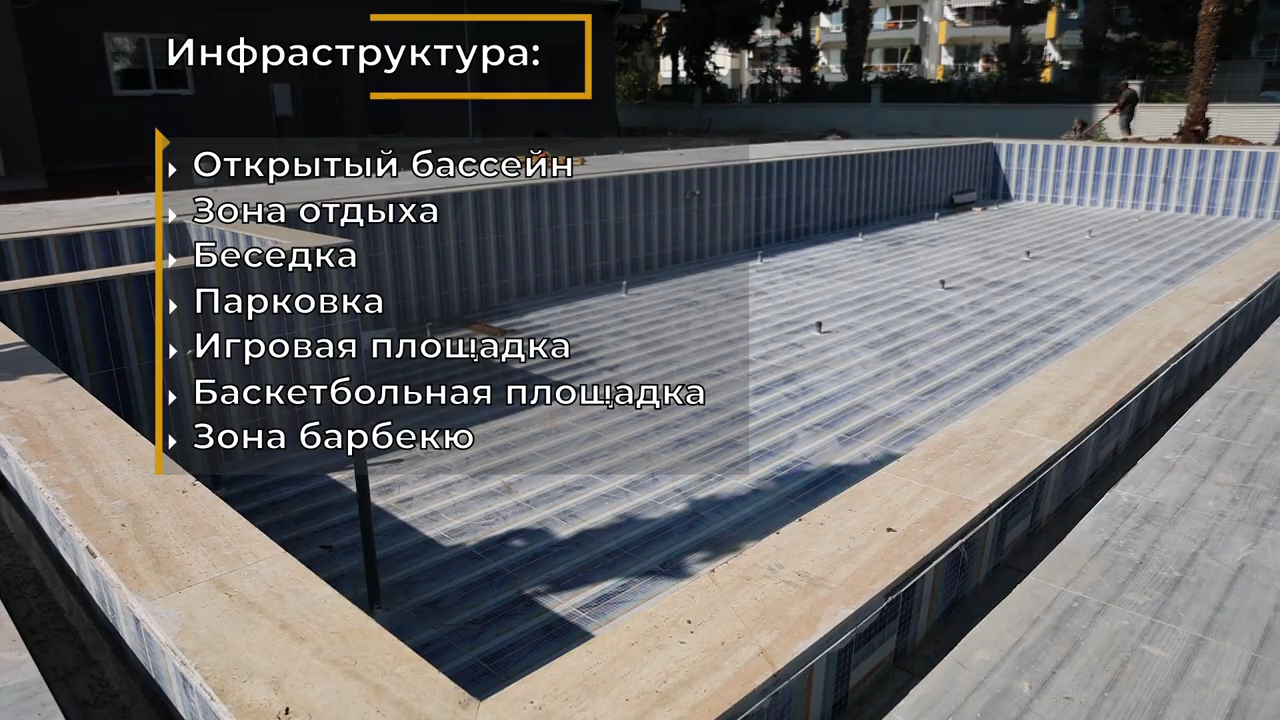 Инфраструктура:
Открытый бассейн
Зона отдыха
Беседка
Парковка
Игровая площадка
Баскетбольная площадка
Зона барбекю